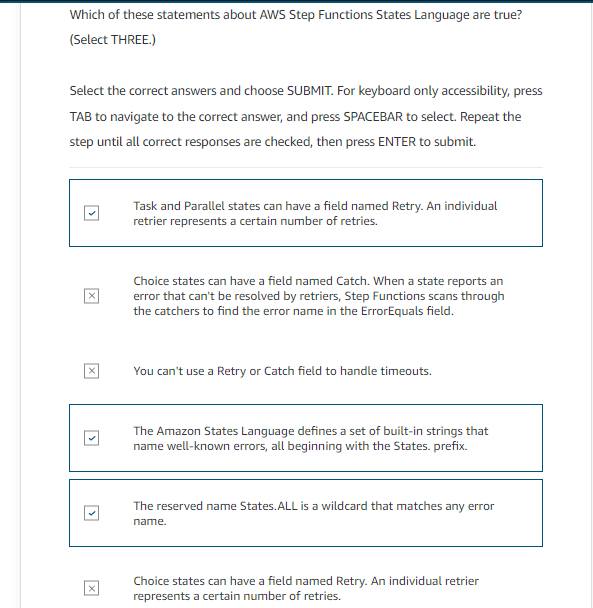 Which of these statements about AWS Step Functions States Language are true?
(Select THREE.)
Select the correct answers and choose SUBMIT. For keyboard only accessibility, press
TAB to navigate to the correct answer, and press SPACEBAR to select. Repeat the
step until all correct responses are checked, then press ENTER to submit.
Task and Parallel states can have a field named Retry. An individual
retrier represents a certain number of retries.
Choice states can have a field named Catch. When a state reports an
error that can't be resolved by retriers, Step Functions scans through
the catchers to find the error name in the ErrorEquals field.
You can't use a Retry or Catch field to handle timeouts.
The Amazon States Language defines a set of built-in strings that
name well-known errors, all beginning with the States. prefix.
The reserved name States.ALL is a wildcard that matches any error
name.
Choice states can have a field named Retry. An individual retrier
represents a certain number of retries.